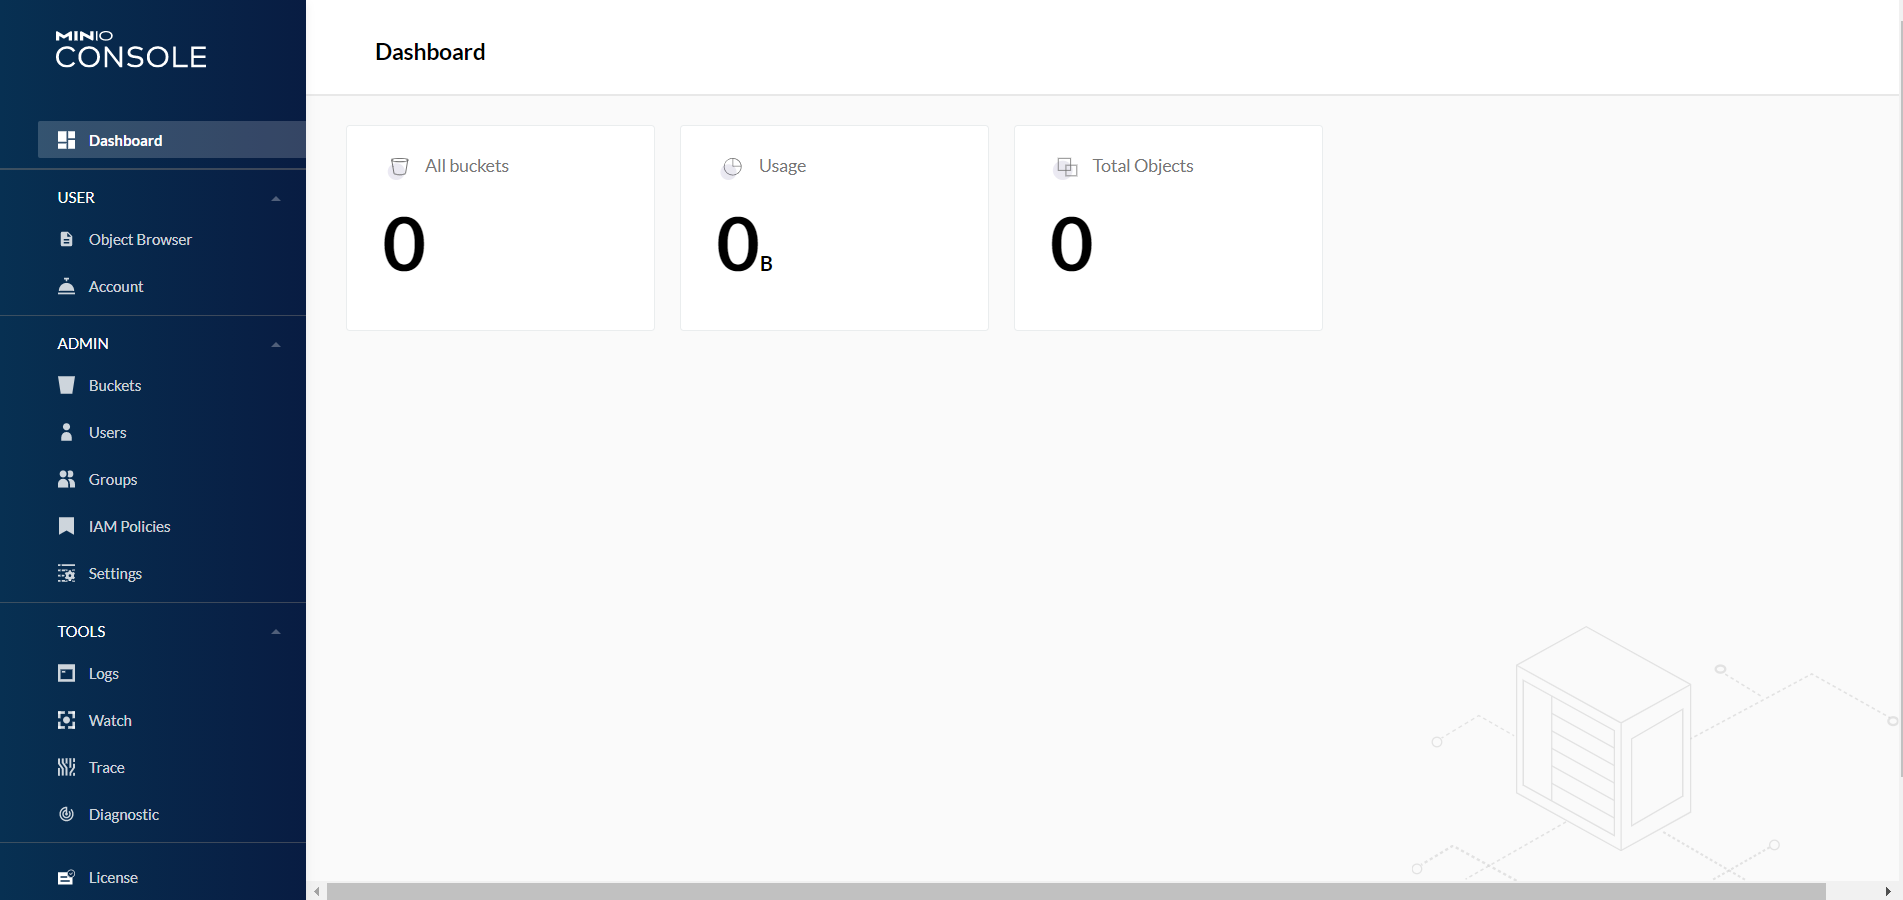 MINIO
CONSOLE
Dashboard
USER
Object Browser
Account
ADMIN
Buckets
Users
Groups
IAM Policies
Settings
TOOLS
Logs
Watch
Trace
Diagnostic
License
Dashboard
All buckets
0
Usage
0B
Total Objects
0